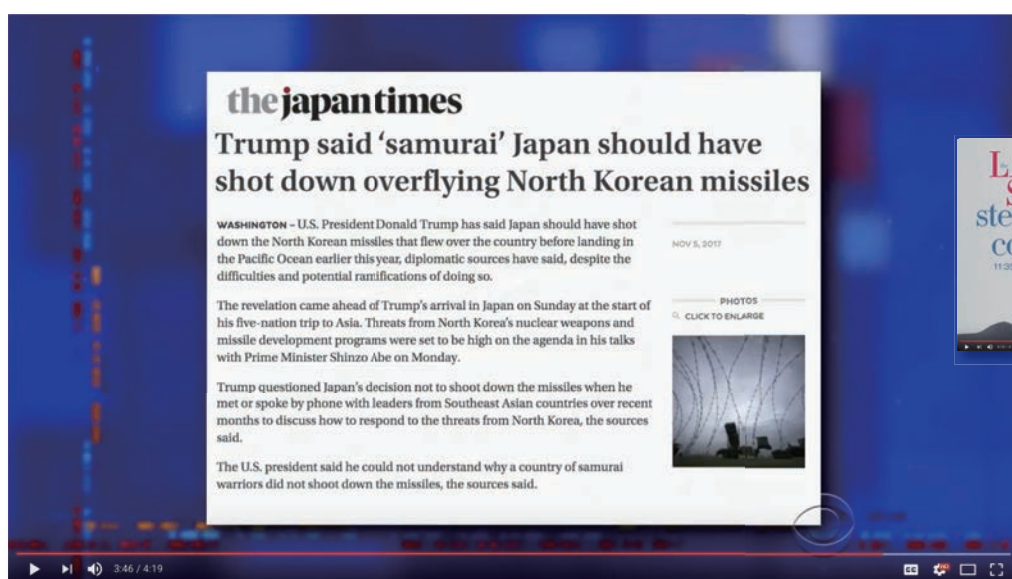 the japan times
Trump said ‘samurai’ Japan should have
shot down overflying North Korean missiles
WASHINGTON – U.S. President Donald Trump has said Japan should have shot
down the North Korean missiles that flew over the country before landing in
the Pacific Ocean earlier this year, diplomatic sources have said, despite the
difficulties and potential ramifications of doing so.
The revelation came ahead of Trump’s arrival in Japan on Sunday at the start of
his five-nation trip to Asia. Threats from North Korea’s nuclear weapons and
missile development programs were set to be high on the agenda in his talks
with Prime Minister Shinzo Abe on Monday.
Trump questioned Japan’s decision not to shoot down the missiles when he
met or spoke by phone with leaders from Southeast Asian countries over recent
months to discuss how to respond to the threats from North Korea, the sources
said.
The U.S. president said he could not understand why a country of samurai
warriors did not shoot down the missiles, the sources said.
NOV 5, 2017
PHOTOS
CLICK TO ENLARGE
L
S
ste
co
11:3
3:46 / 4:19
CC